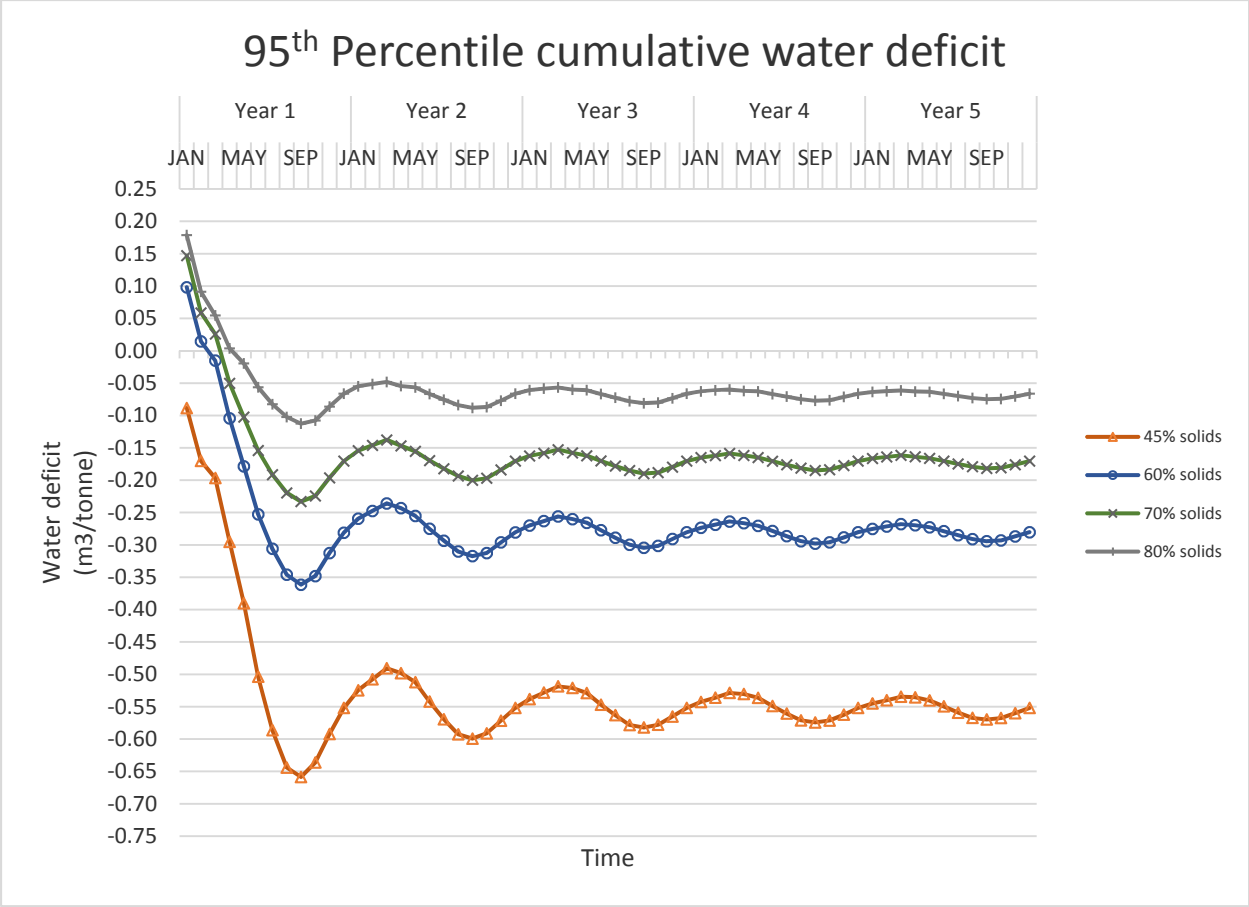 95th Percentile cumulative water deficit
Year 1 Year 2 Year 3 Year 4 Year 5
JAN MAY SEP JAN MAY SEP JAN MAY SEP JAN MAY SEP JAN MAY SEP
0.25
0.20
0.15
0.10
0.05
0.00
-0.05
-0.10
-0.15
-0.20
-0.25
-0.30
-0.35
-0.40
-0.45
-0.50
-0.55
-0.60
-0.65
-0.70
-0.75
Water deficit
(m3/tonne)
Time
45% solids
60% solids
70% solids
80% solids